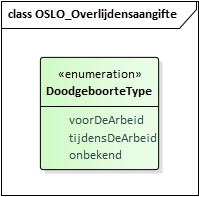 class OSLO_Overlijdensaangifte
«enumeration»
DoodgeboorteType
voorDeArbeid
tijdensDeArbeid
onbekend